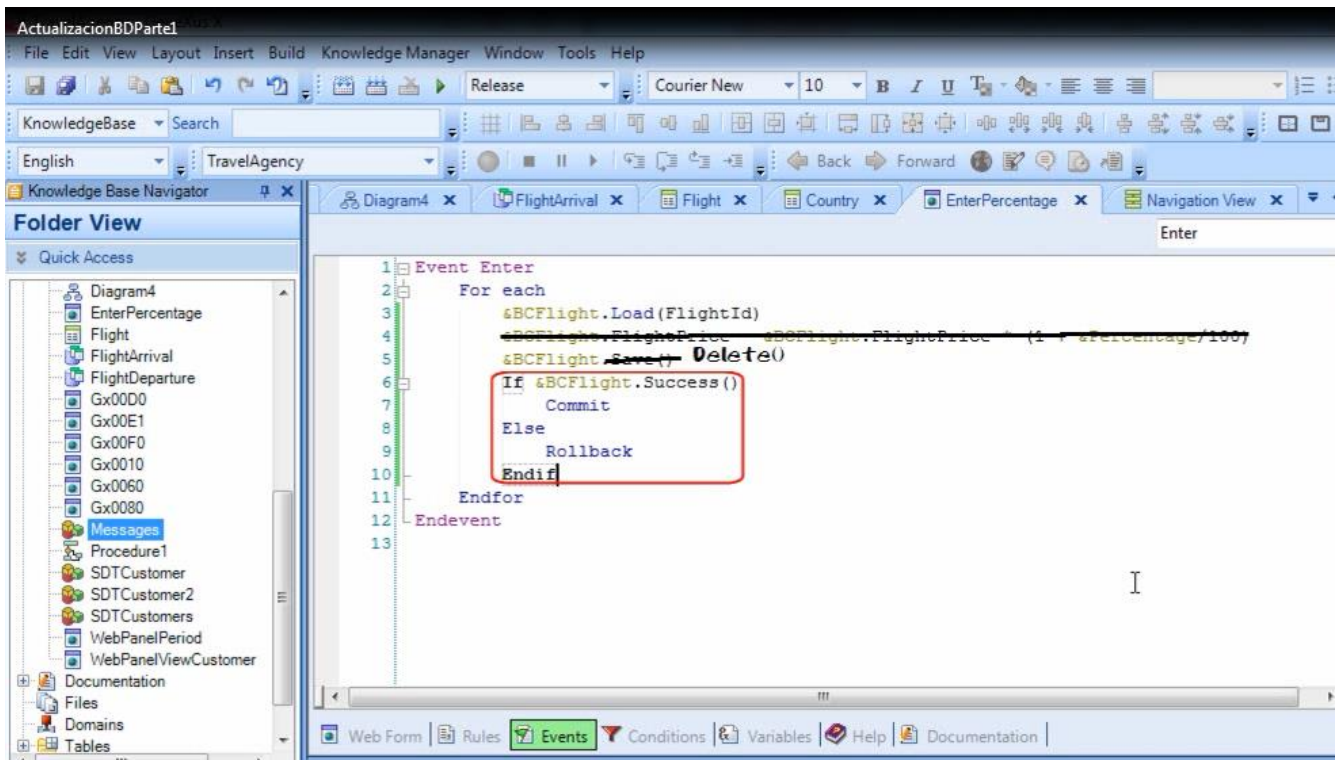 ActualizacionBDParte1
File Edit View Layout Insert Build Knowledge Manager Window Tools Help
Release Courier New 10 B I U
KnowledgeBase Search
English TravelAgency Back Forward
Knowledge Base Navigator
Diagram4 FlightArrival Flight Country EnterPercentage Navigation View
Folder View
Enter
Quick Access
Diagram4
EnterPercentage
Flight
FlightArrival
FlightDeparture
Gx00D0
Gx00E1
Gx00F0
Gx0010
Gx0060
Gx0080
Messages
Procedure1
SDTCustomer
SDTCustomer2
SDTCustomers
WebPanelPeriod
WebPanelViewCustomer
Documentation
Files
Domains
Tables
1 Event Enter
2 For each
3 &BCFlight.Load(FlightId)
4 &BCFlight.FlightPrice = &BCFlight.FlightPrice * (1 + &Percentage/100)
5 &BCFlight.Save() Delete()
6 If &BCFlight.Success()
7 Commit
8 Else
9 Rollback
10 Endif
11 Endfor
12 Endevent
13
Web Form Rules Events Conditions Variables Help Documentation